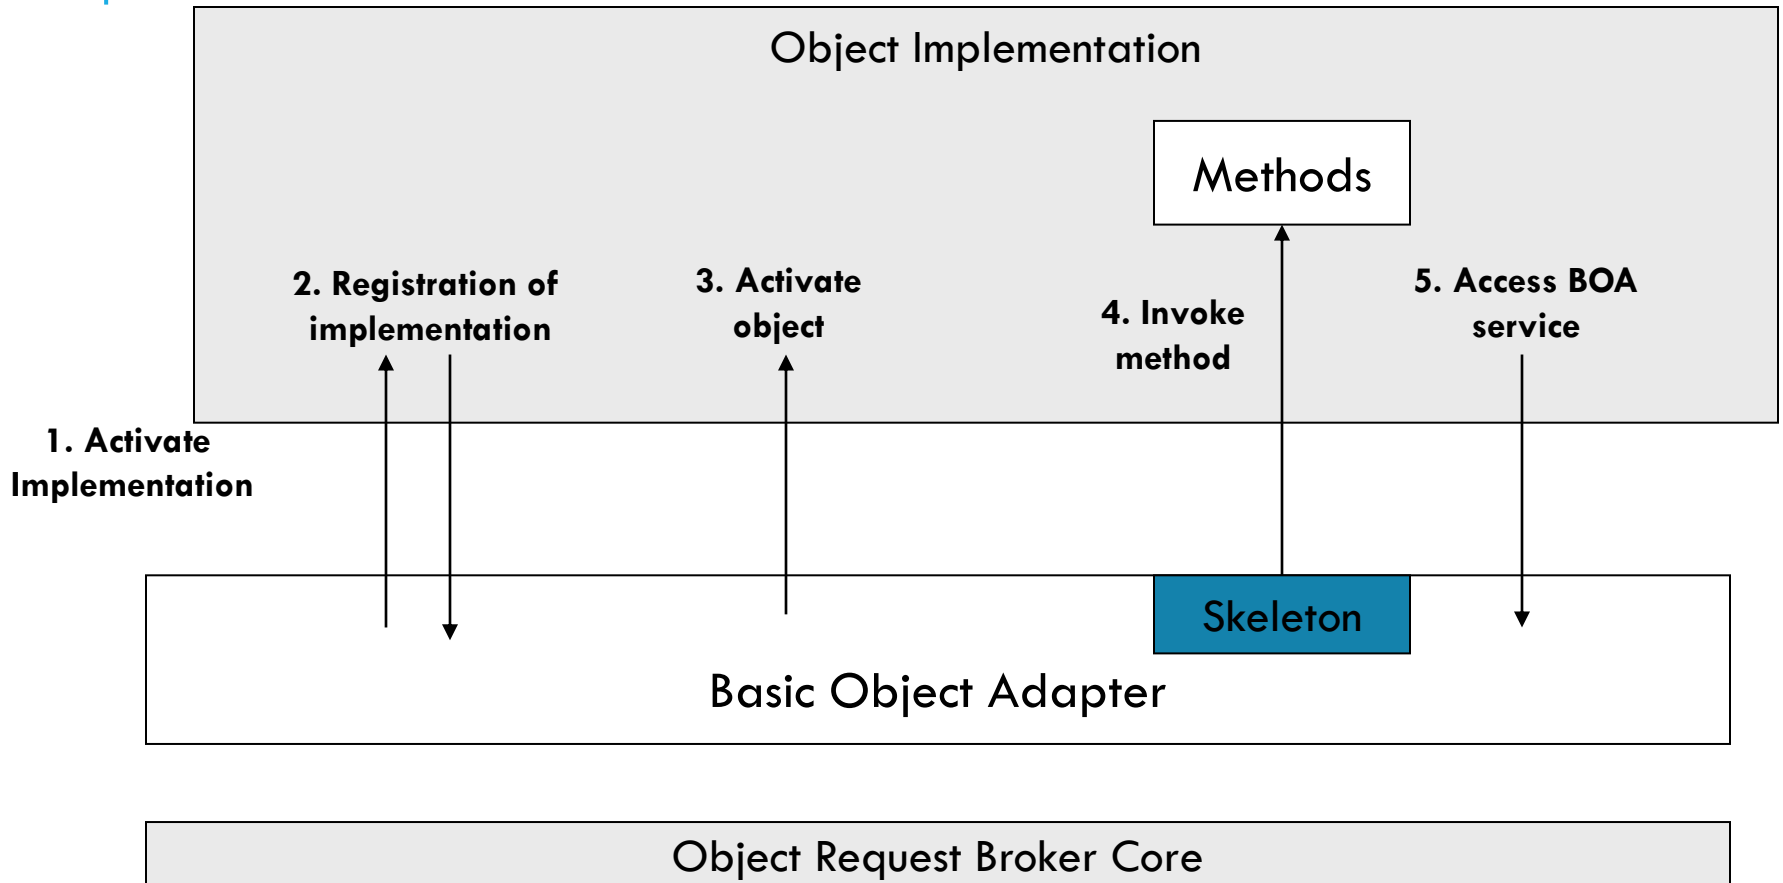 Object Implementation
Methods
2. Registration of
implementation
3. Activate
object
4. Invoke
method
5. Access BOA
service
1. Activate
Implementation
Skeleton
Basic Object Adapter
Object Request Broker Core